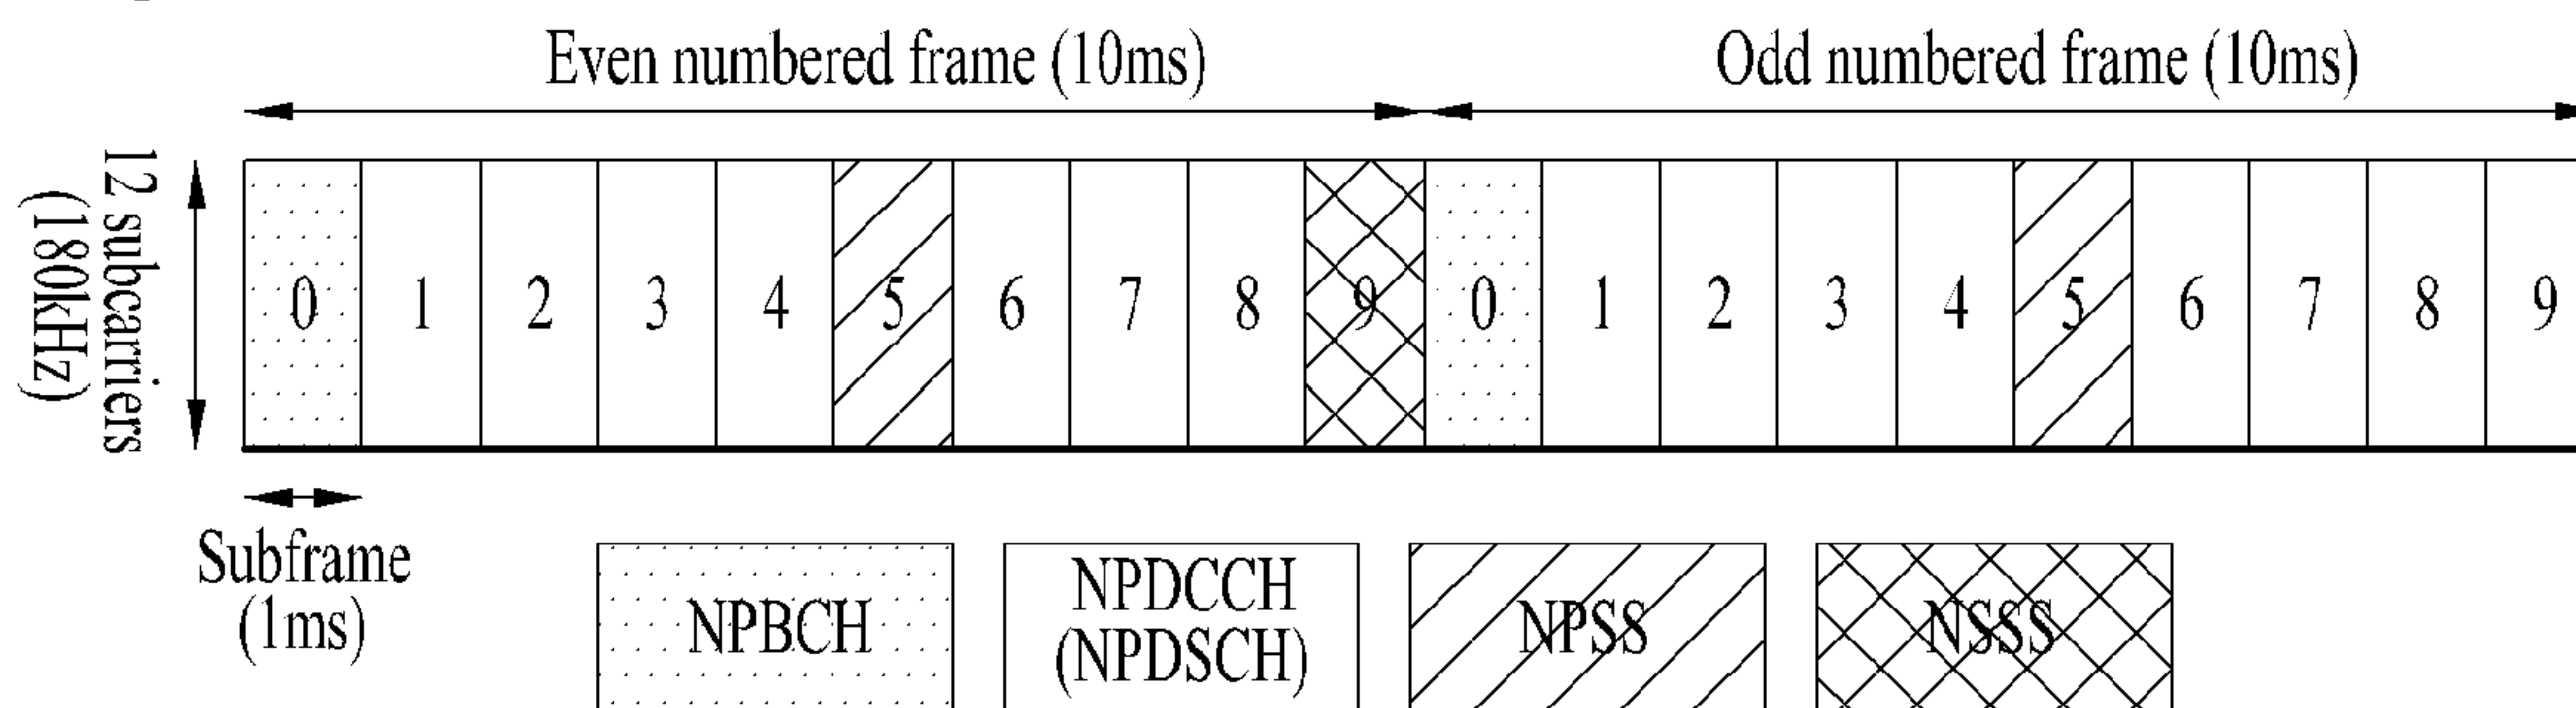 Even numbered frame (10ms) Odd numbered frame (10ms)
12 subcarriers
(180kHz)
0 1 2 3 4 5 6 7 8 9 0 1 2 3 4 5 6 7 8 9
Subframe
(1ms)
NPBCH
NPDCCH
(NPDSCH)
NPSS
NSSS